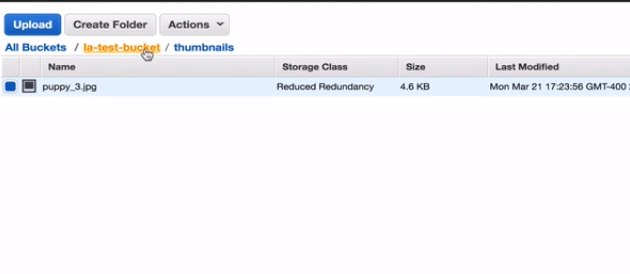 Upload Create Folder Actions
All Buckets / la-test-bucket / thumbnails
Name Storage Class Size Last Modified
puppy_3.jpg Reduced Redundancy 4.6 KB Mon Mar 21 17:23:56 GMT-400